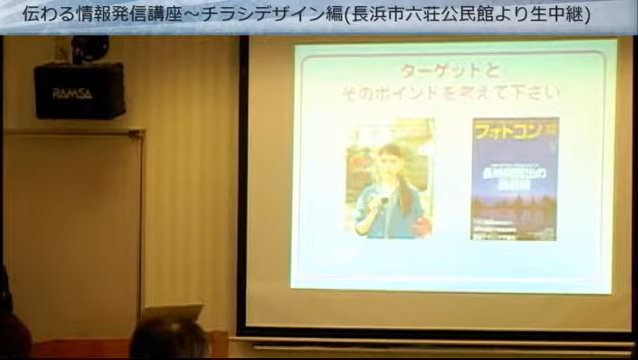 伝わる情報発信講座～チラシデザイン編(長浜市六荘公民館より生中継)
RAMSA
ターゲットと
そのポイントを考えて下さい
フォトコン